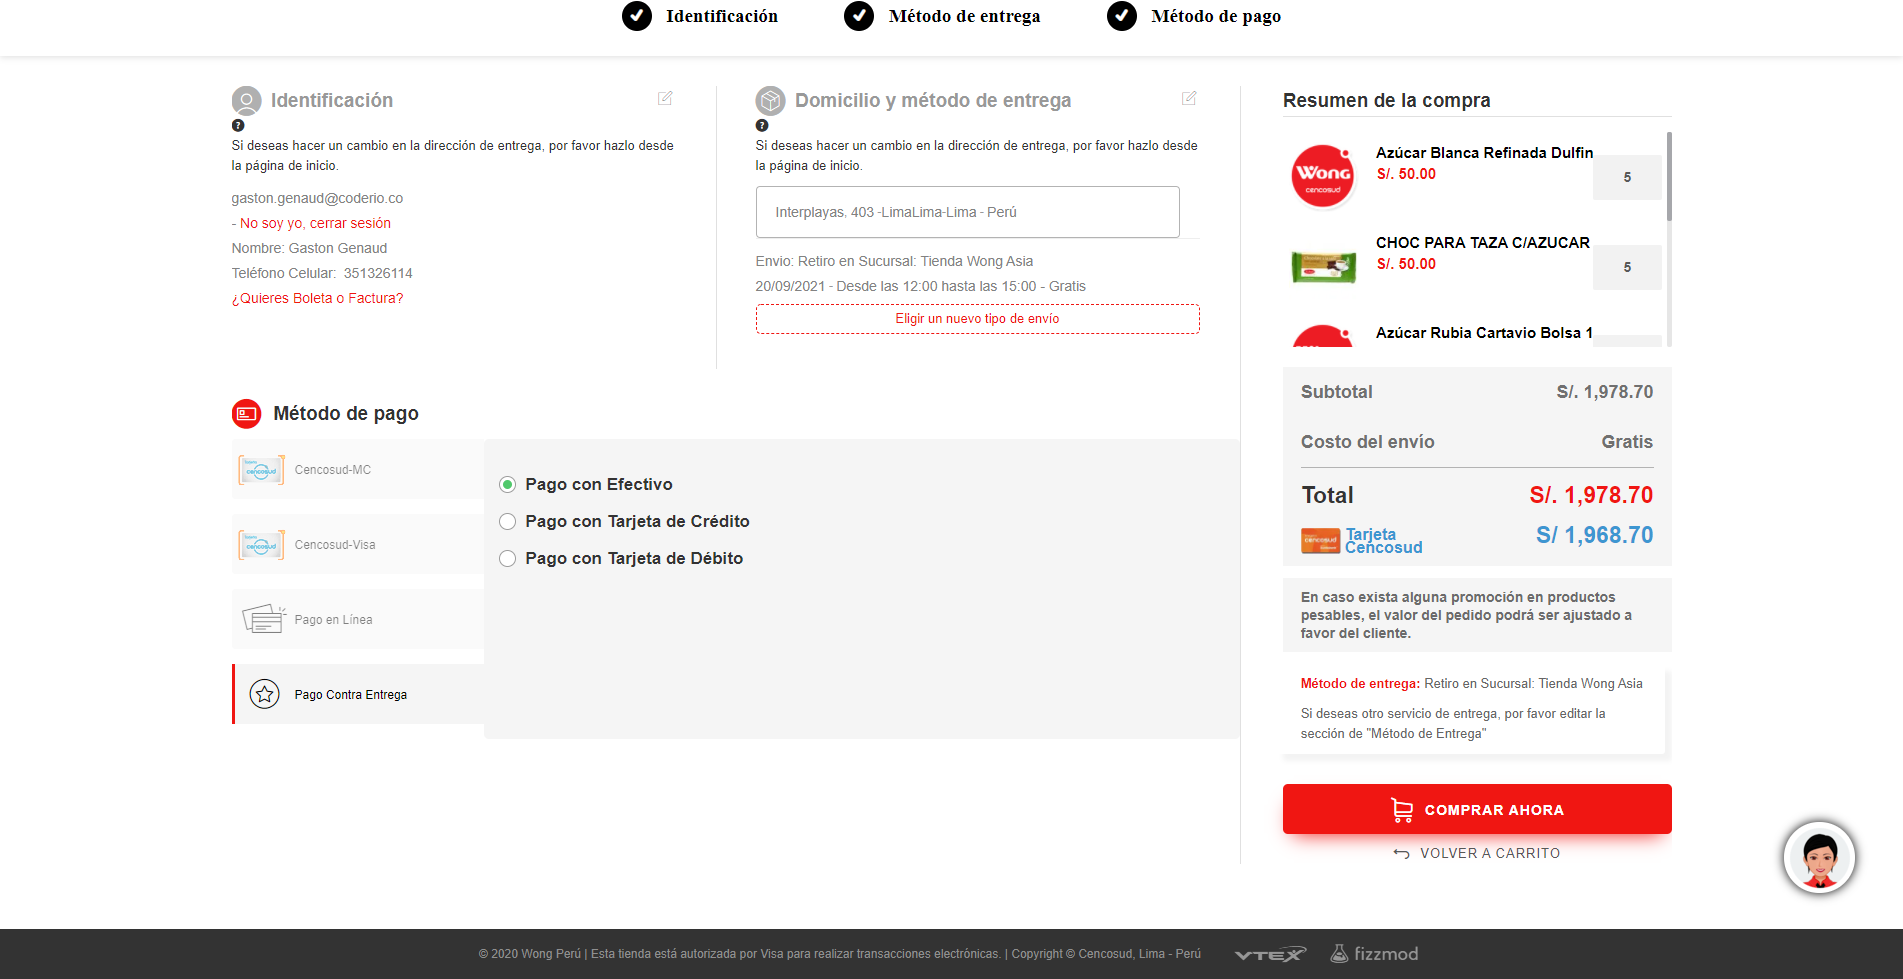 Identificación
Método de entrega
Método de pago
Identificación
Si deseas hacer un cambio en la dirección de entrega, por favor hazlo desde
la página de inicio.
gaston.genaud@coderio.co
- No soy yo, cerrar sesión
Nombre: Gaston Genaud
Teléfono Celular: 351326114
¿Quieres Boleta o Factura?
Domicilio y método de entrega
Si deseas hacer un cambio en la dirección de entrega, por favor hazlo desde
la página de inicio.
Interplayas, 403 -LimaLima-Lima - Perú
Envio: Retiro en Sucursal: Tienda Wong Asia
20/09/2021 - Desde las 12:00 hasta las 15:00 - Gratis
Eligir un nuevo tipo de envío
Método de pago
Cencosud-MC
Cencosud-Visa
Pago en Línea
Pago Contra Entrega
Pago con Efectivo
Pago con Tarjeta de Crédito
Pago con Tarjeta de Débito
Resumen de la compra
Wong
cencosud
Azúcar Blanca Refinada Dulfin
S/. 50.00
5
CHOC PARA TAZA C/AZUCAR
S/. 50.00
5
Azúcar Rubia Cartavio Bolsa 1
Subtotal S/. 1,978.70
Costo del envío Gratis
Total S/. 1,978.70
Tarjeta
Cencosud
S/ 1,968.70
En caso exista alguna promoción en productos
pesables, el valor del pedido podrá ser ajustado a
favor del cliente.
Método de entrega: Retiro en Sucursal: Tienda Wong Asia
Si deseas otro servicio de entrega, por favor editar la
sección de "Método de Entrega"
COMPRAR AHORA
VOLVER A CARRITO
© 2020 Wong Perú | Esta tienda está autorizada por Visa para realizar transacciones electrónicas. | Copyright © Cencosud, Lima - Perú
VTEX
fizzmod